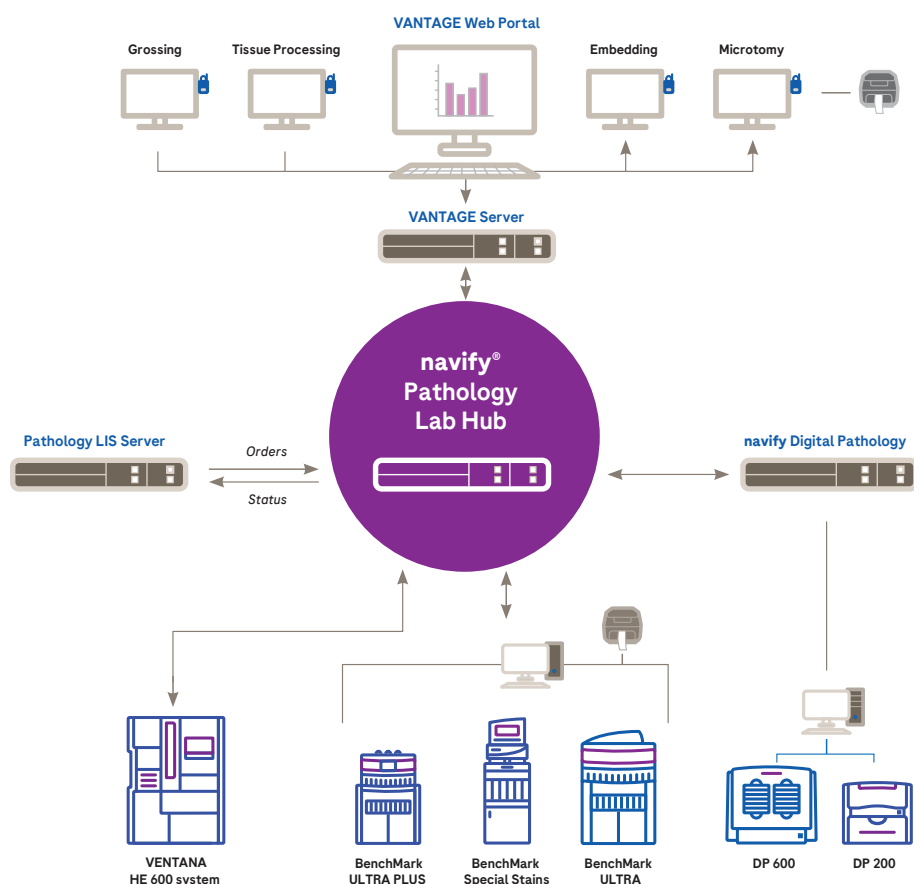 VANTAGE Web Portal
Grossing
Tissue Processing
Embedding
Microtomy
VANTAGE Server
navify®
Pathology
Lab Hub
Pathology LIS Server
Orders
Status
navify Digital Pathology
VENTANA
HE 600 system
BenchMark
ULTRA PLUS
BenchMark
Special Stains
BenchMark
ULTRA
DP 600
DP 200